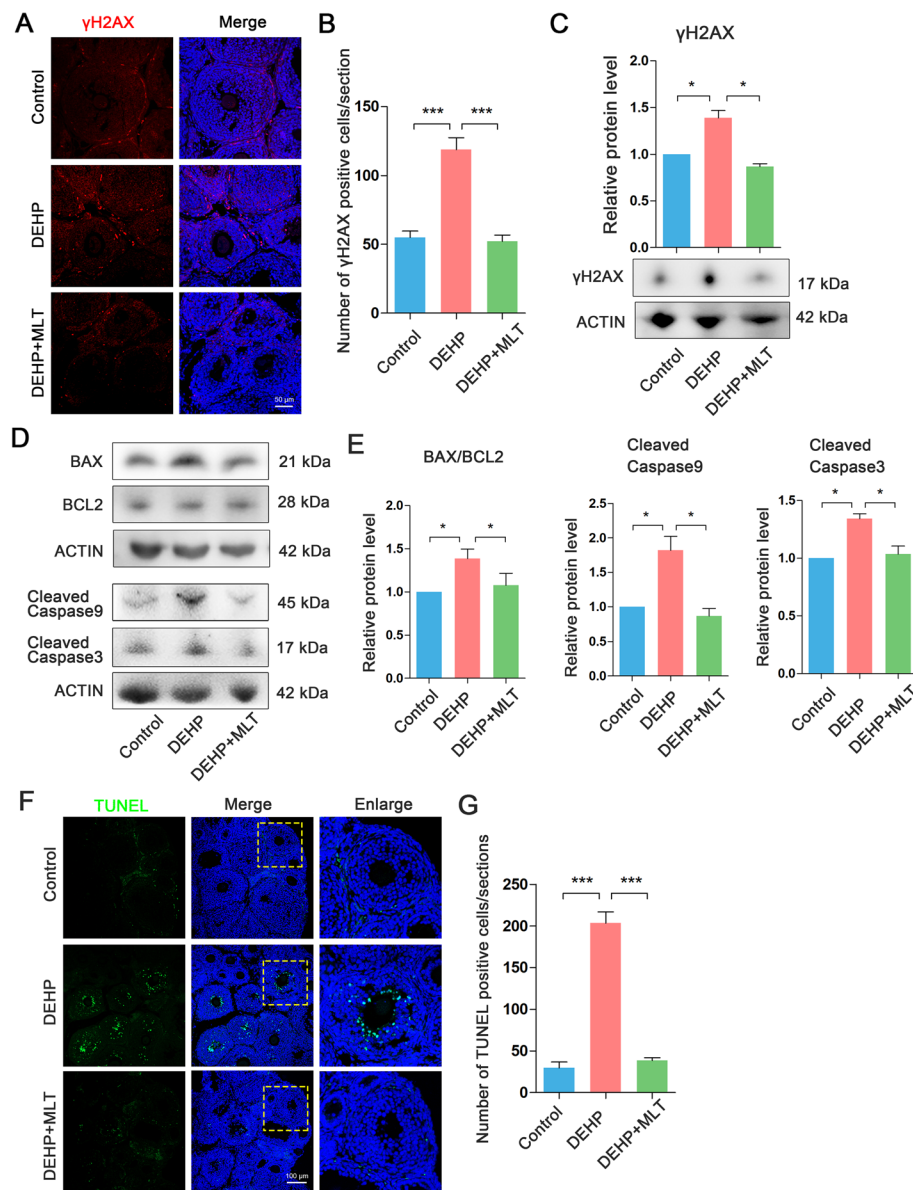 A
γH2AX
Merge
Control
DEHP
DEHP+MLT
50 μm
B
Number of γH2AX positive cells/section
150
100
50
0
***
***
Control
DEHP
DEHP+MLT
C
γH2AX
Relative protein level
2.0
1.5
1.0
0.5
0.0
*
*
γH2AX
17 kDa
ACTIN
42 kDa
Control
DEHP
DEHP+MLT
D
BAX
21 kDa
BCL2
28 kDa
ACTIN
42 kDa
Cleaved
Caspase9
45 kDa
Cleaved
Caspase3
17 kDa
ACTIN
42 kDa
Control
DEHP
DEHP+MLT
E
BAX/BCL2
Relative protein level
2.0
1.5
1.0
0.5
0.0
*
*
Control
DEHP
DEHP+MLT
Cleaved
Caspase9
Relative protein level
2.5
2.0
1.5
1.0
0.5
0.0
*
*
Control
DEHP
DEHP+MLT
Cleaved
Caspase3
Relative protein level
1.5
1.0
0.5
0.0
*
*
Control
DEHP
DEHP+MLT
F
TUNEL
Merge
Enlarge
Control
DEHP
DEHP+MLT
100 μm
G
Number of TUNEL positive cells/sections
250
200
150
100
50
0
***
***
Control
DEHP
DEHP+MLT